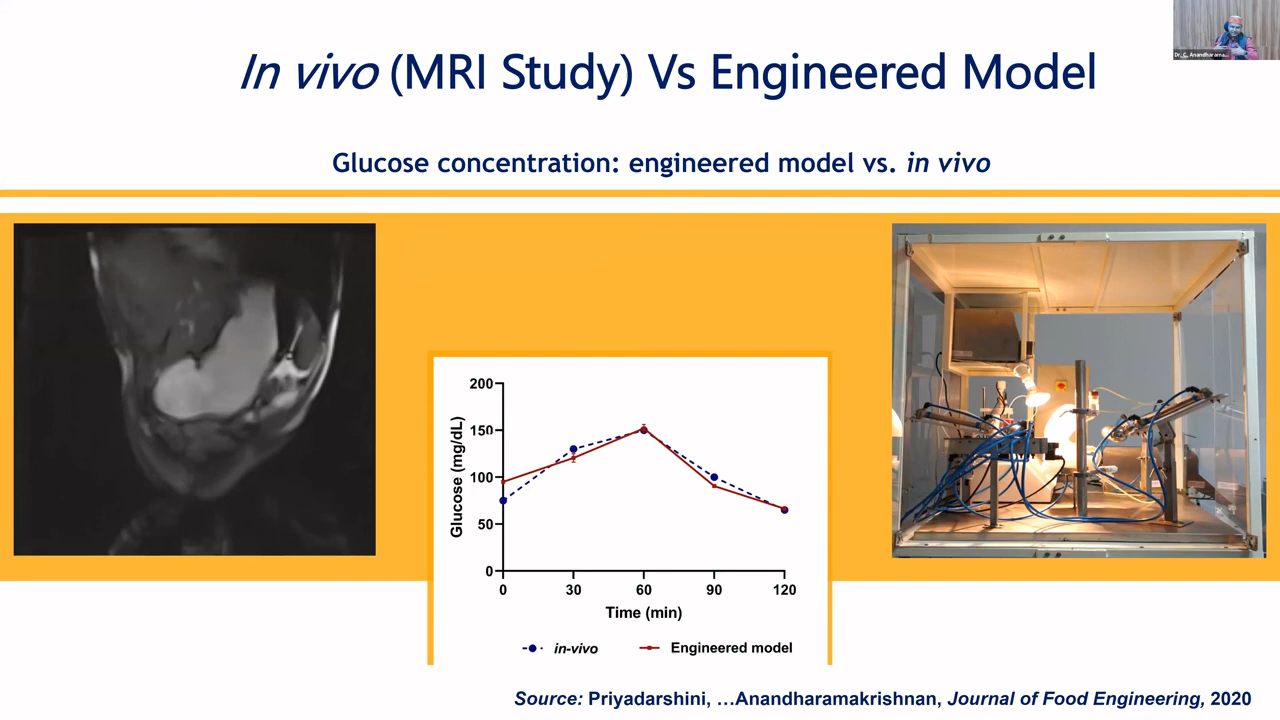 Dr. C. Anandharama...
In vivo (MRI Study) Vs Engineered Model
Glucose concentration: engineered model vs. in vivo
200
150
100
50
0
Glucose (mg/dL)
0 30 60 90 120
Time (min)
in-vivo Engineered model
Source: Priyadarshini, ...Anandharamakrishnan, Journal of Food Engineering, 2020